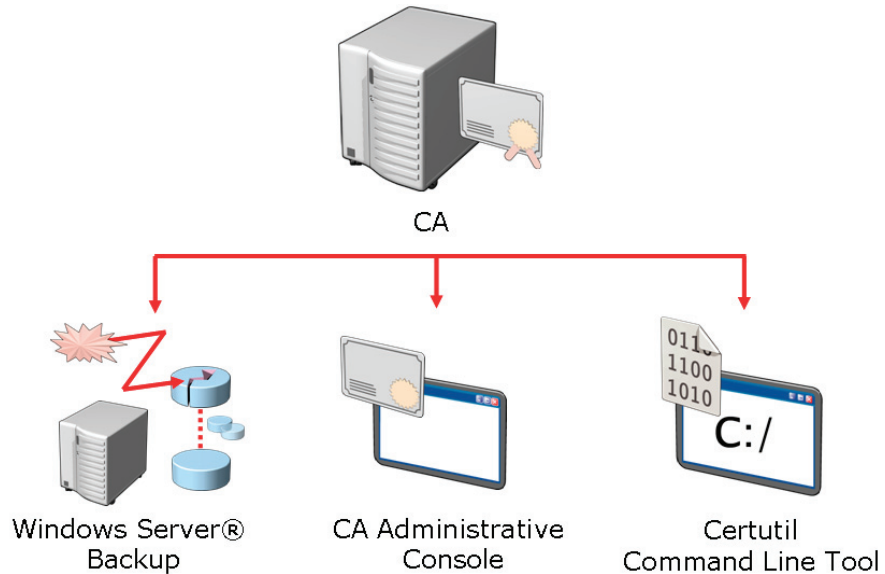 CA
0110
1100
1010
C:/
Windows Server®
Backup
CA Administrative
Console
Certutil
Command Line Tool